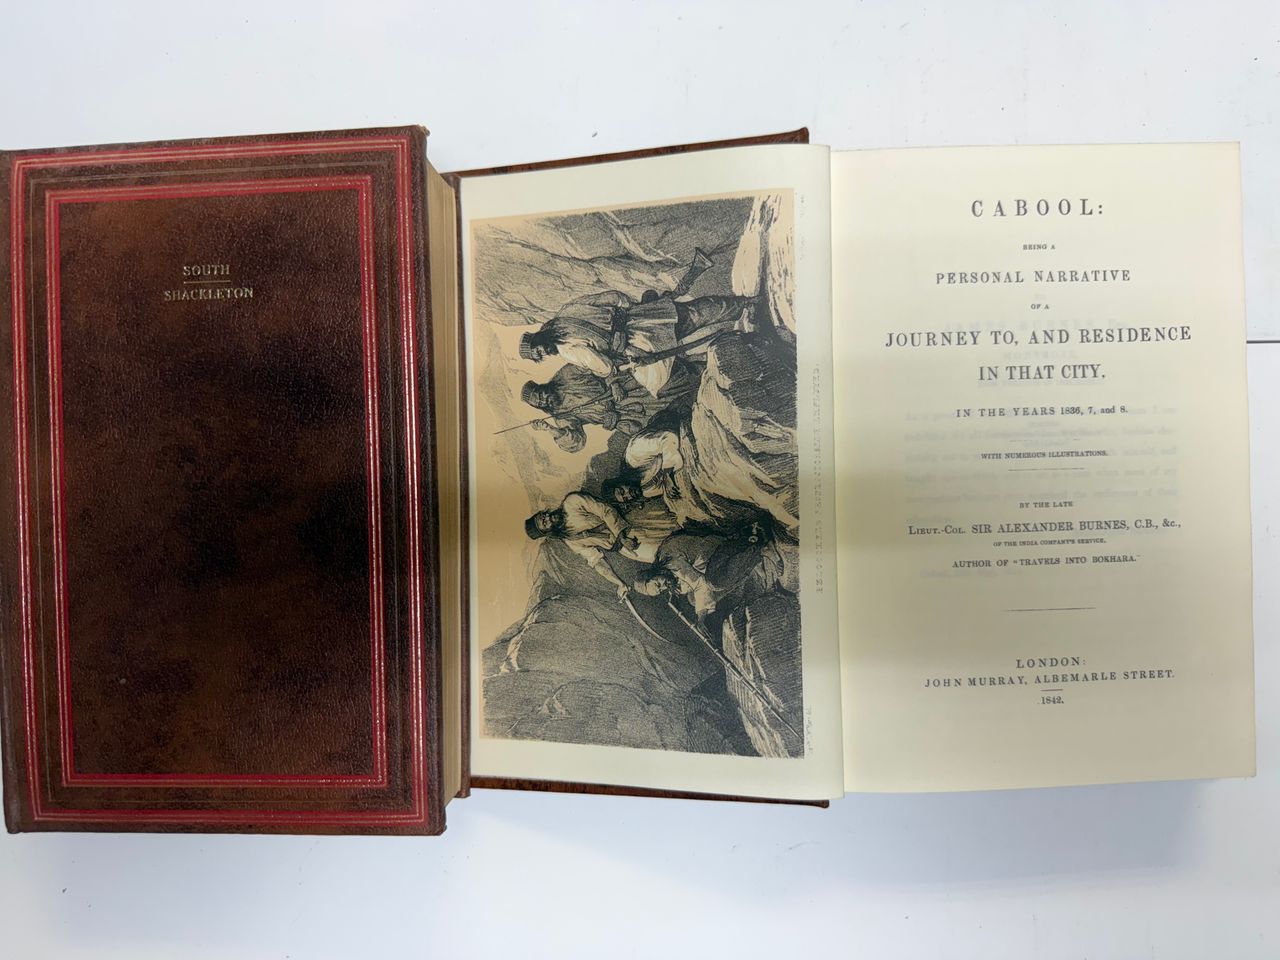 SOUTH
SHACKLETON
CABOOL:
BEING A
PERSONAL NARRATIVE
OF A
JOURNEY TO, AND RESIDENCE
IN THAT CITY,
IN THE YEARS 1836, 7, and 8.
WITH NUMEROUS ILLUSTRATIONS.
BY THE LATE
LIEUT.-COL. SIR ALEXANDER BURNES, C.B., &c.,
OF THE INDIA COMPANY'S SERVICE,
AUTHOR OF "TRAVELS INTO BOKHARA."
LONDON:
JOHN MURRAY, ALBEMARLE STREET.
1842.